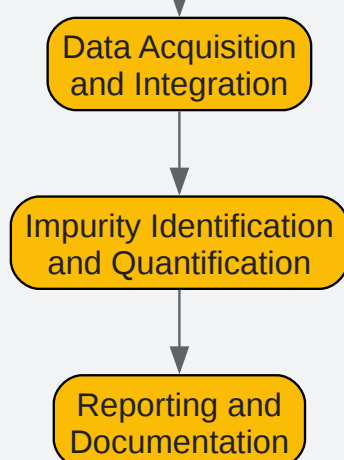 Data Acquisition
and Integration
Impurity Identification
and Quantification
Reporting and
Documentation